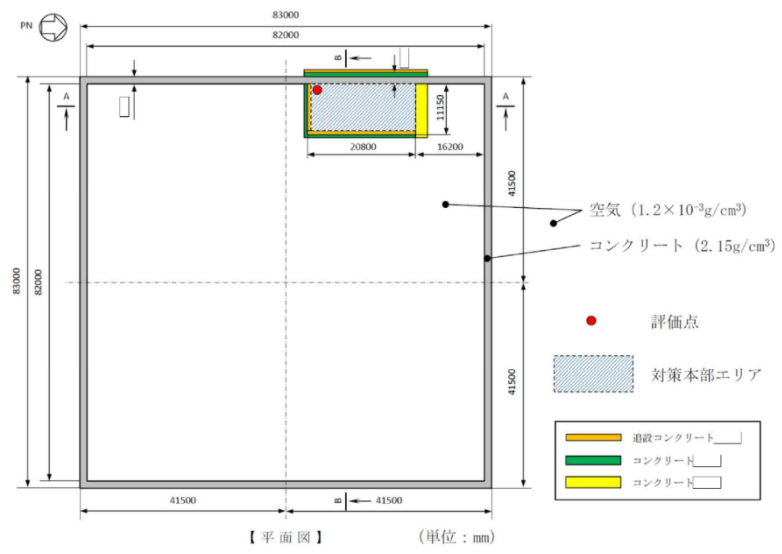 PN
83000
82000
B
A
A
11150
20800
16200
41500
空気 (1.2×10⁻³g/cm³)
コンクリート (2.15g/cm³)
83000
82000
評価点
対策本部エリア
41500
追設コンクリート
コンクリート
コンクリート
B
41500
41500
【平面図】
(単位:mm)